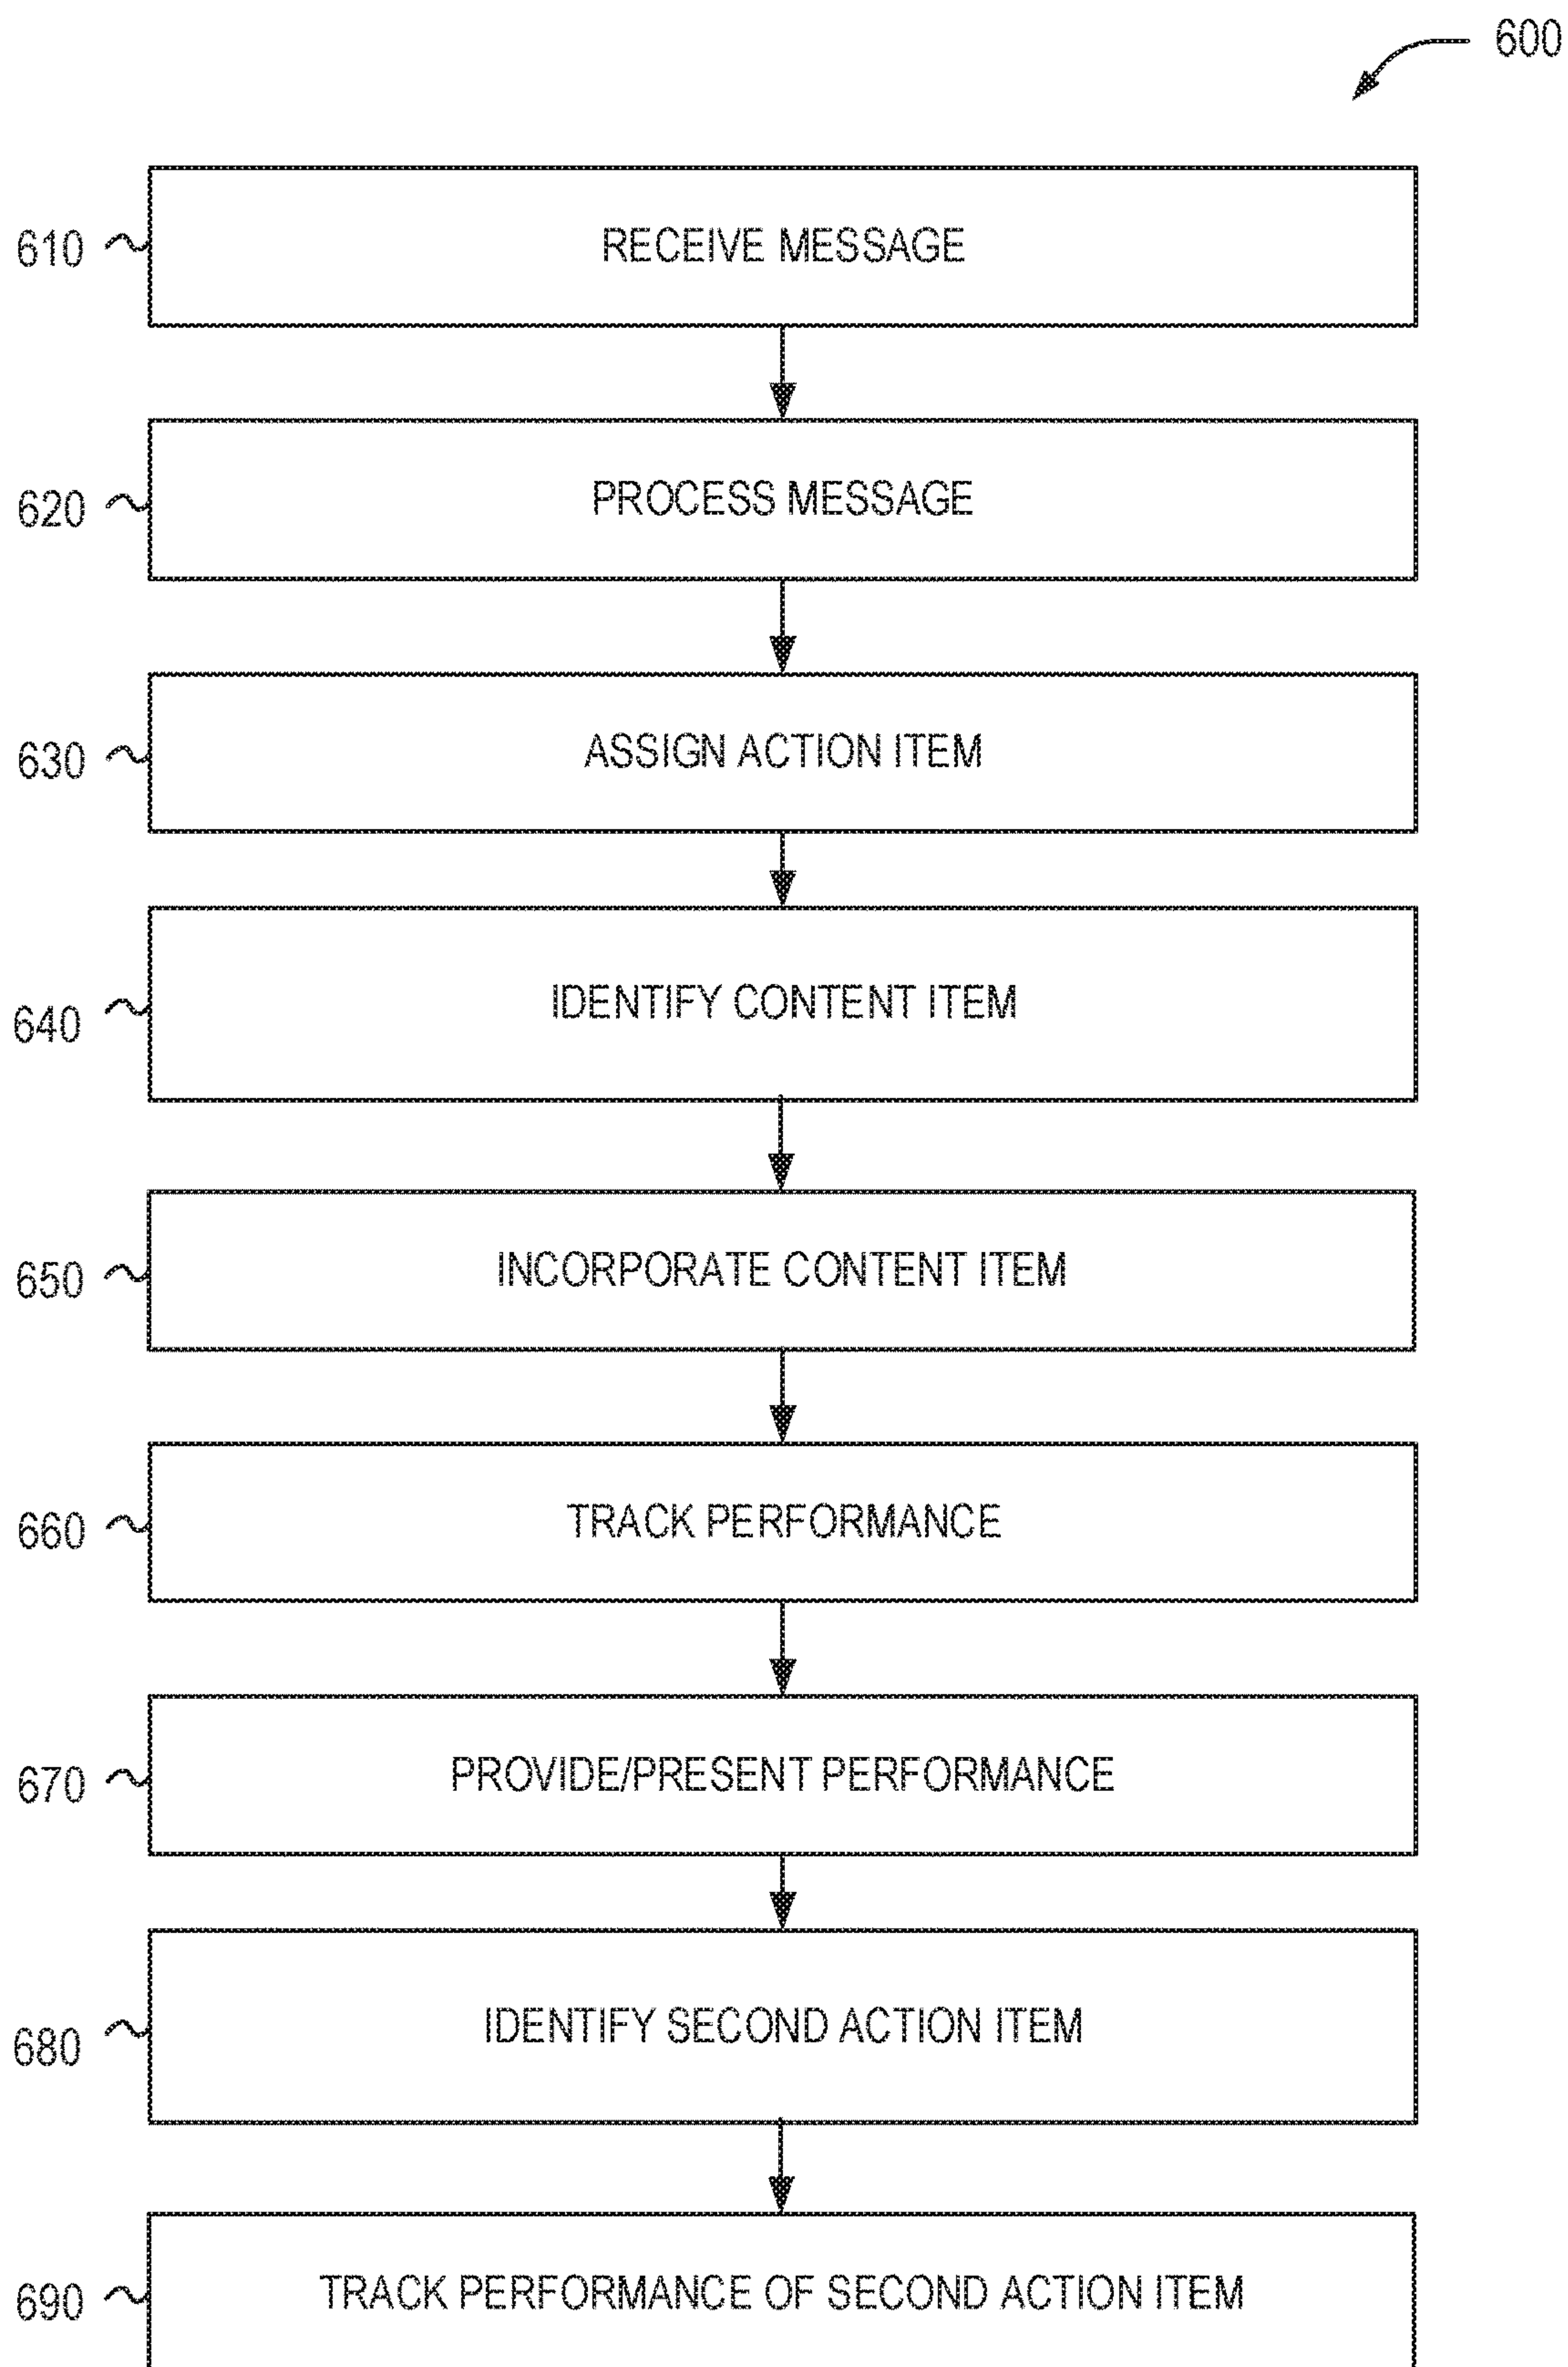 600
610 RECEIVE MESSAGE
620 PROCESS MESSAGE
630 ASSIGN ACTION ITEM
640 IDENTIFY CONTENT ITEM
650 INCORPORATE CONTENT ITEM
660 TRACK PERFORMANCE
670 PROVIDE/PRESENT PERFORMANCE
680 IDENTIFY SECOND ACTION ITEM
690 TRACK PERFORMANCE OF SECOND ACTION ITEM